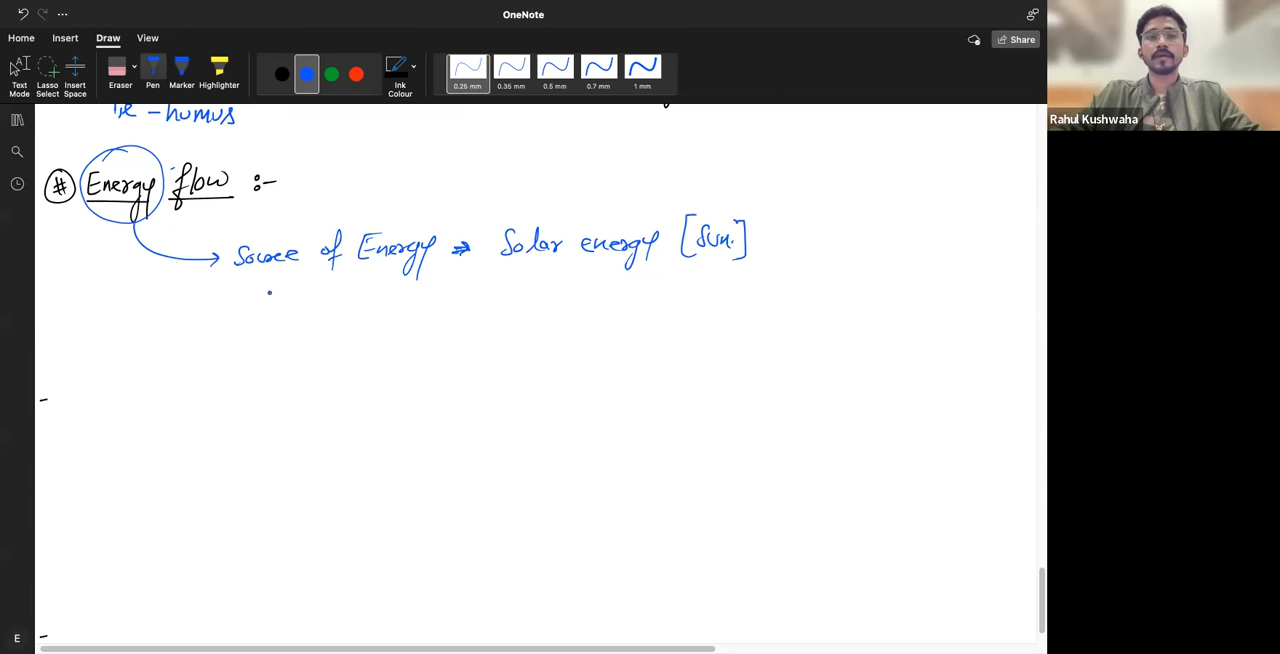 OneNote
Home Insert Draw View
Share
Text Mode
Lasso Select
Insert Space
Eraser
Pen
Marker
Highlighter
Ink Colour
0.25 mm
0.35 mm
0.5 mm
0.7 mm
1 mm
Rahul Kushwaha
- humus
# Energy flow :-
Source of Energy ⇒ Solar energy [Sun.]
-
-
E